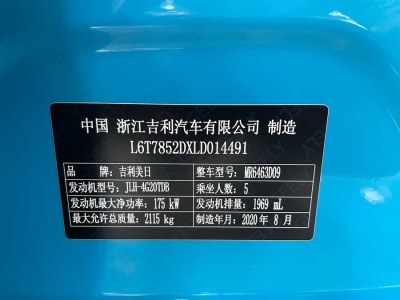 中国 浙江吉利汽车有限公司 制造
L6T7852DXLD014491
品 牌：吉利美日 整车型号：MR6463D09
发动机型号：JLH-4G20TDB 乘坐人数：5
发动机最大净功率：175 kW 发动机排量：1969 mL
最大允许总质量：2115 kg 制造年月：2020 年 8 月